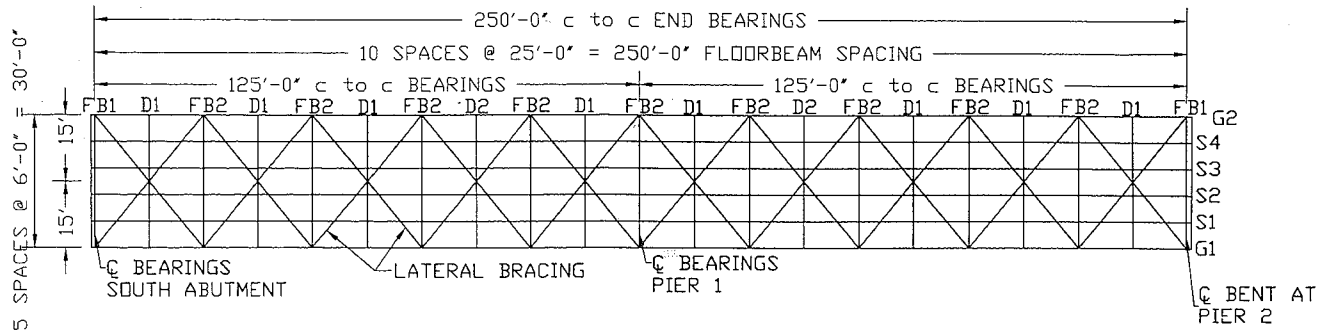 250'-0" c to c END BEARINGS
10 SPACES @ 25'-0" = 250'-0" FLOORBEAM SPACING
125'-0" c to c BEARINGS
125'-0" c to c BEARINGS
FB1 D1 FB2 D1 FB2 D1 FB2 D2 FB2 D1 FB2 D1 FB2 D2 FB2 D1 FB2 D1 FB2 D1 FB1
G2
S4
S3
S2
S1
G1
5 SPACES @ 6'-0" = 30'-0"
15'
15'
℄ BEARINGS
SOUTH ABUTMENT
LATERAL BRACING
℄ BEARINGS
PIER 1
℄ BENT AT
PIER 2